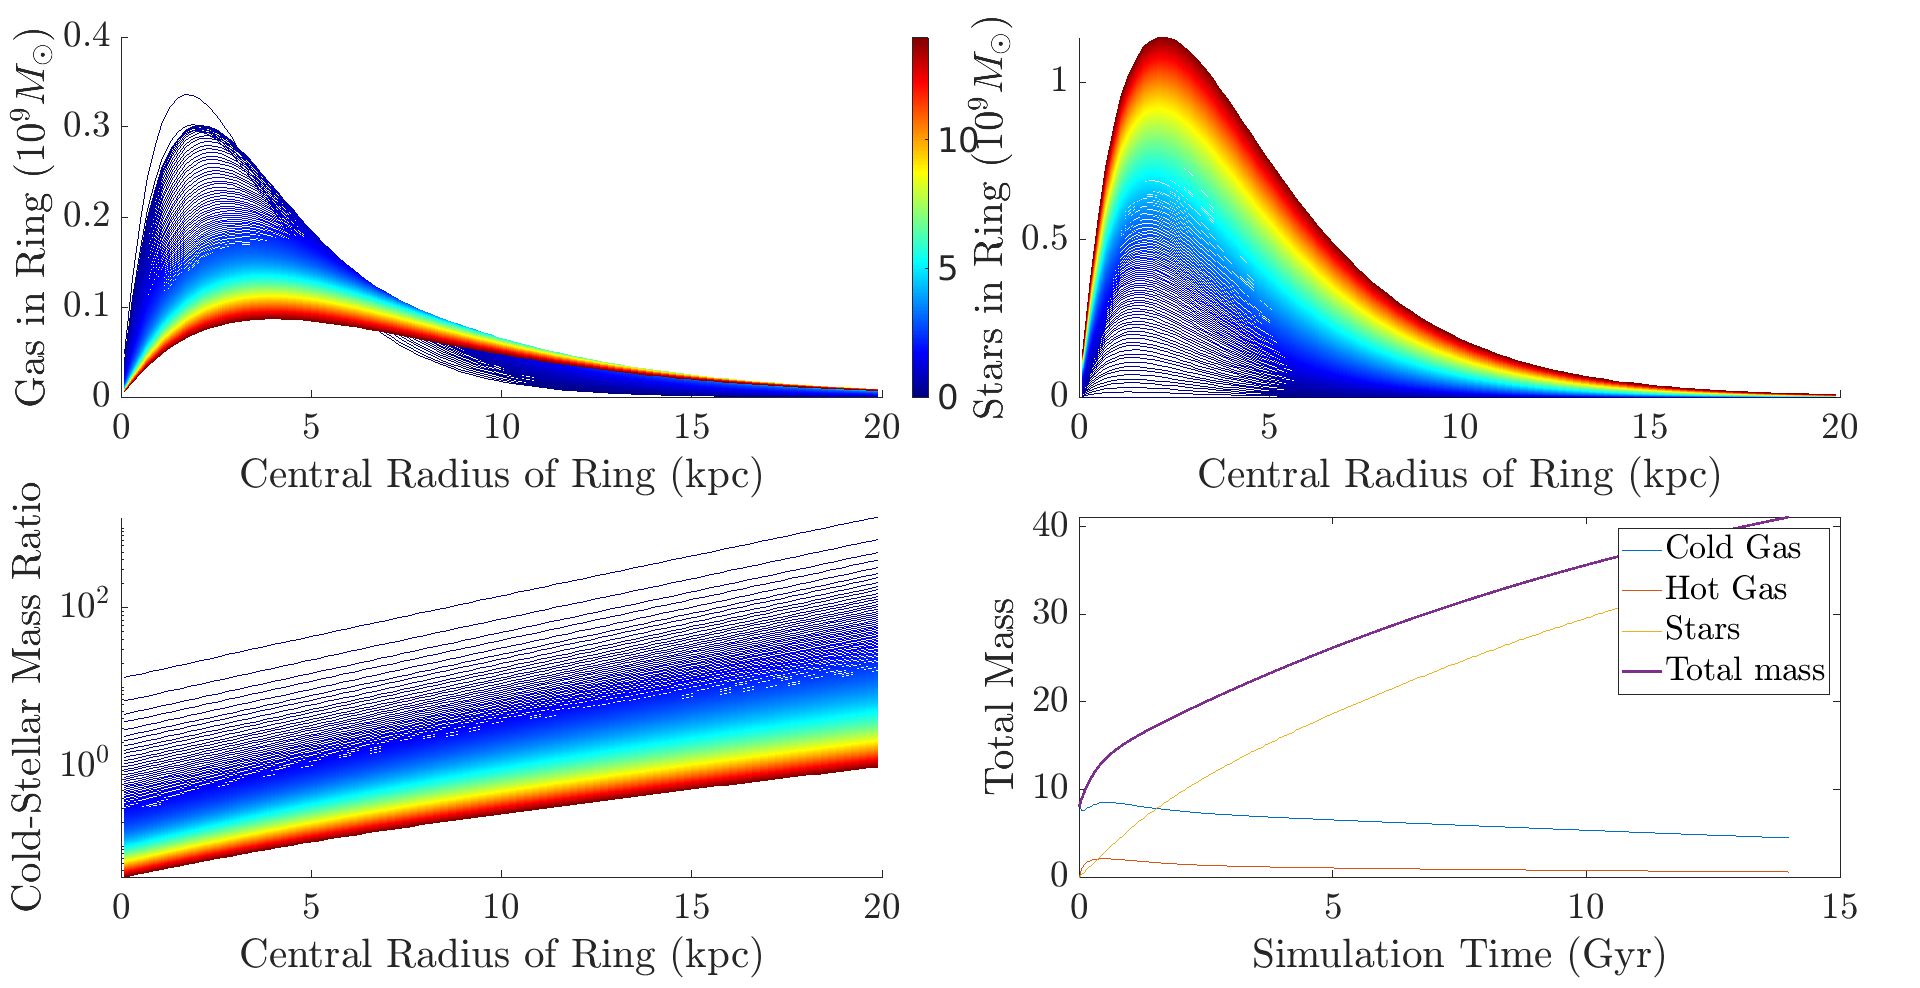 Gas in Ring (10^9 M_⊙)
0.4
0.3
0.2
0.1
0
0 5 10 15 20
Central Radius of Ring (kpc)
10
5
0
Stars in Ring (10^9 M_⊙)
1
0.5
0
0 5 10 15 20
Central Radius of Ring (kpc)
Cold-Stellar Mass Ratio
10^2
10^0
0 5 10 15 20
Central Radius of Ring (kpc)
Total Mass
40
30
20
10
0
0 5 10 15
Simulation Time (Gyr)
Cold Gas
Hot Gas
Stars
Total mass